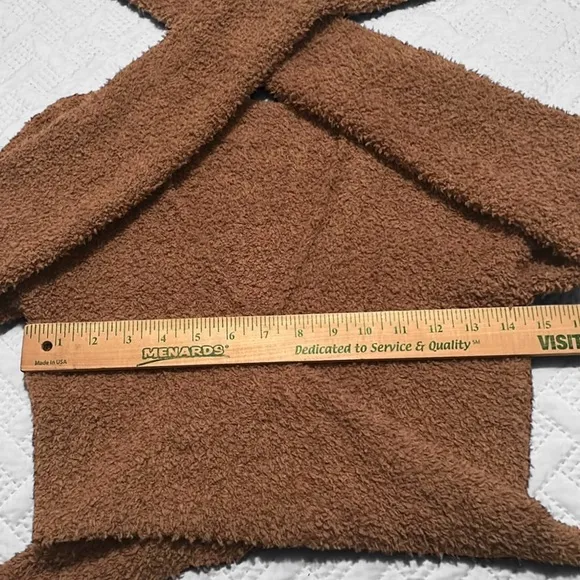 1 2 3 4 5 6 7 8 9 10 11 12 13 14 15
Made in USA MENARDS® Dedicated to Service & Quality℠ VISIT